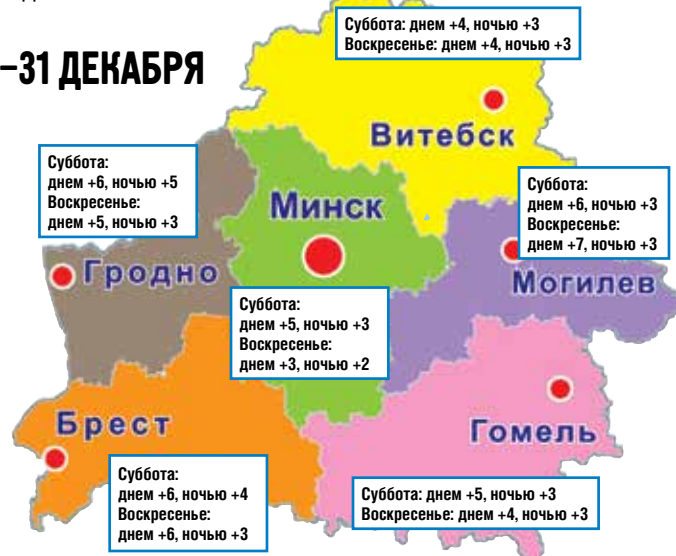 Суббота: днем +4, ночью +3
Воскресенье: днем +4, ночью +3
–31 ДЕКАБРЯ
Витебск
Суббота:
днем +6, ночью +5
Воскресенье:
днем +5, ночью +3
Минск
Суббота:
днем +6, ночью +3
Воскресенье:
днем +7, ночью +3
Гродно
Могилев
Суббота:
днем +5, ночью +3
Воскресенье:
днем +3, ночью +2
Брест
Гомель
Суббота:
днем +6, ночью +4
Воскресенье:
днем +6, ночью +3
Суббота: днем +5, ночью +3
Воскресенье: днем +4, ночью +3